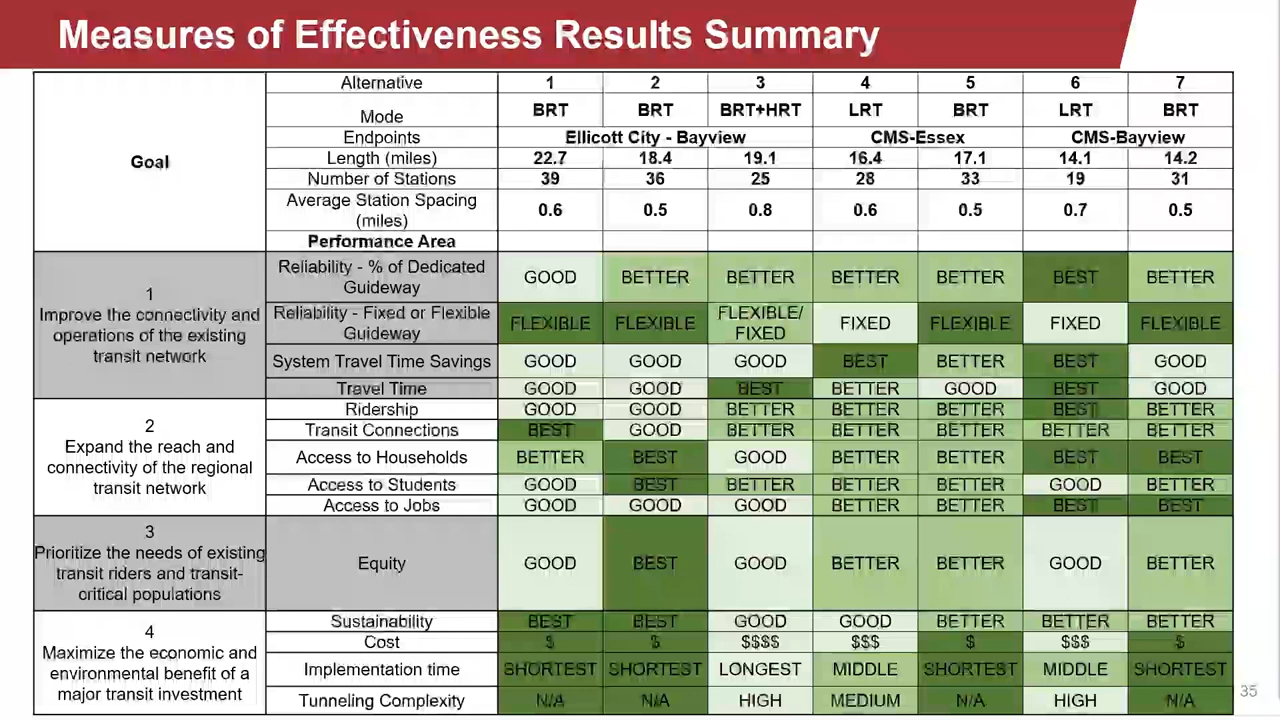 Measures of Effectiveness Results Summary
Goal
Alternative 1 2 3 4 5 6 7
Mode BRT BRT BRT+HRT LRT BRT LRT BRT
Endpoints Ellicott City - Bayview CMS-Essex CMS-Bayview
Length (miles) 22.7 18.4 19.1 16.4 17.1 14.1 14.2
Number of Stations 39 36 25 28 33 19 31
Average Station Spacing
(miles) 0.6 0.5 0.8 0.6 0.5 0.7 0.5
Performance Area
1
Improve the connectivity and
operations of the existing
transit network
Reliability - % of Dedicated
Guideway GOOD BETTER BETTER BETTER BETTER BEST BETTER
Reliability - Fixed or Flexible
Guideway FLEXIBLE FLEXIBLE FLEXIBLE/
FIXED FIXED FLEXIBLE FIXED FLEXIBLE
System Travel Time Savings GOOD GOOD GOOD BEST BETTER BEST GOOD
Travel Time GOOD GOOD BEST BETTER GOOD BEST GOOD
2
Expand the reach and
connectivity of the regional
transit network
Ridership GOOD GOOD BETTER BETTER BETTER BEST BETTER
Transit Connections BEST GOOD BETTER BETTER BETTER BETTER BETTER
Access to Households BETTER BEST GOOD BETTER BETTER BEST BEST
Access to Students GOOD BEST BETTER BETTER BETTER GOOD BETTER
Access to Jobs GOOD GOOD GOOD BETTER BETTER BEST BEST
3
Prioritize the needs of existing
transit riders and transit-
critical populations
Equity GOOD BEST GOOD BETTER BETTER GOOD BETTER
4
Maximize the economic and
environmental benefit of a
major transit investment
Sustainability BEST BEST GOOD GOOD BETTER BETTER BETTER
Cost $ $ $$$$ $$$ $ $$$ $
Implementation time SHORTEST SHORTEST LONGEST MIDDLE SHORTEST MIDDLE SHORTEST
Tunneling Complexity N/A N/A HIGH MEDIUM N/A HIGH N/A
35